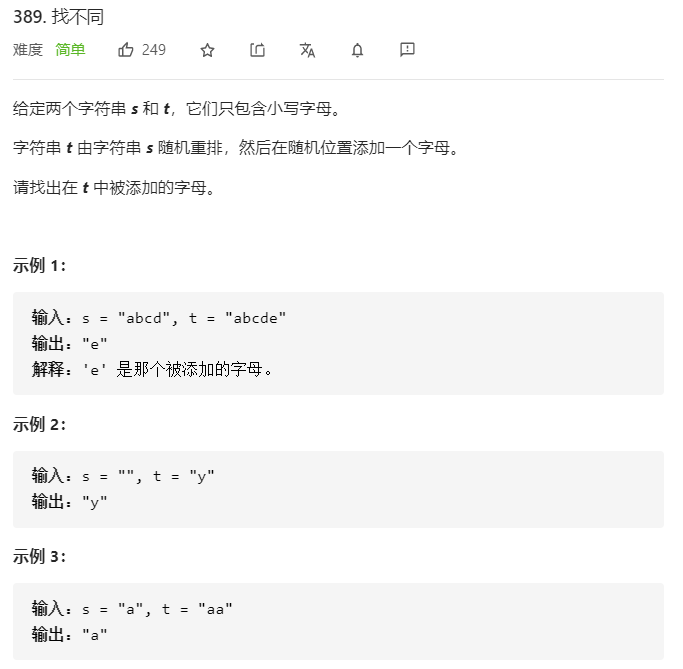 389. 找不同
难度 简单 249
给定两个字符串 s 和 t，它们只包含小写字母。
字符串 t 由字符串 s 随机重排，然后在随机位置添加一个字母。
请找出在 t 中被添加的字母。
示例 1：
输入：s = "abcd", t = "abcde"
输出："e"
解释：'e' 是那个被添加的字母。
示例 2：
输入：s = "", t = "y"
输出："y"
示例 3：
输入：s = "a", t = "aa"
输出："a"